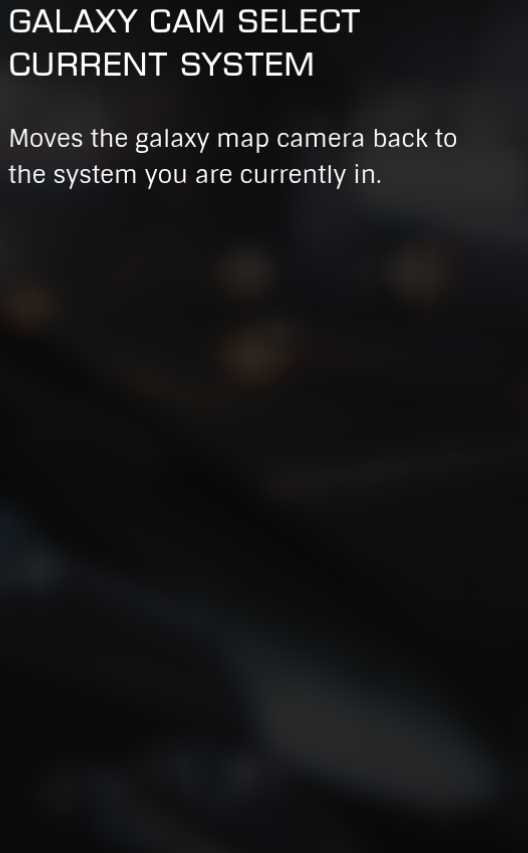 GALAXY CAM SELECT
CURRENT SYSTEM
Moves the galaxy map camera back to
the system you are currently in.